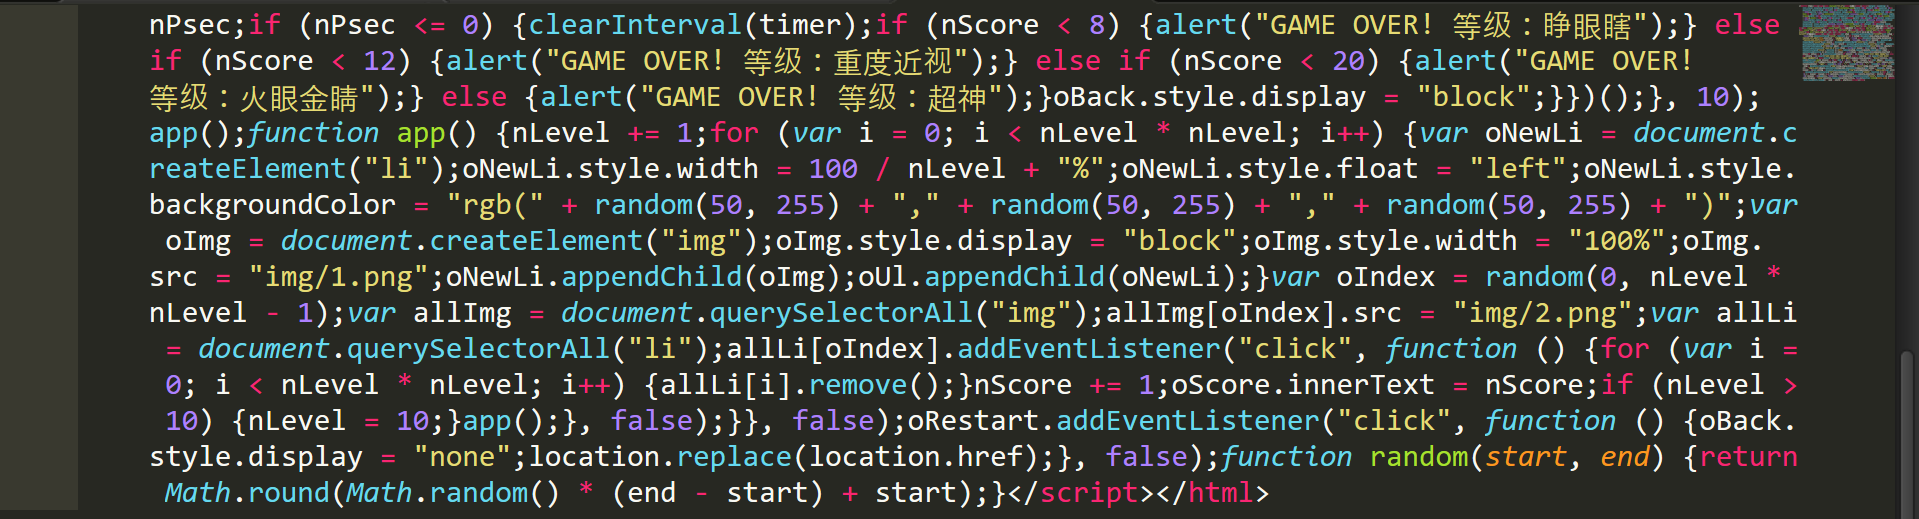 nPsec;if (nPsec <= 0) {clearInterval(timer);if (nScore < 8) {alert("GAME OVER! 等级：睁眼瞎");} else
if (nScore < 12) {alert("GAME OVER! 等级：重度近视");} else if (nScore < 20) {alert("GAME OVER!
等级：火眼金睛");} else {alert("GAME OVER! 等级：超神");}oBack.style.display = "block";}})();}, 10);
app();function app() {nLevel += 1;for (var i = 0; i < nLevel * nLevel; i++) {var oNewLi = document.c
reateElement("li");oNewLi.style.width = 100 / nLevel + "%";oNewLi.style.float = "left";oNewLi.style.
backgroundColor = "rgb(" + random(50, 255) + "," + random(50, 255) + "," + random(50, 255) + ")";var
oImg = document.createElement("img");oImg.style.display = "block";oImg.style.width = "100%";oImg.
src = "img/1.png";oNewLi.appendChild(oImg);oUl.appendChild(oNewLi);}var oIndex = random(0, nLevel *
nLevel - 1);var allImg = document.querySelectorAll("img");allImg[oIndex].src = "img/2.png";var allLi
= document.querySelectorAll("li");allLi[oIndex].addEventListener("click", function () {for (var i =
0; i < nLevel * nLevel; i++) {allLi[i].remove();}nScore += 1;oScore.innerText = nScore;if (nLevel >
10) {nLevel = 10;}app();}, false);}}, false);oRestart.addEventListener("click", function () {oBack.
style.display = "none";location.replace(location.href);}, false);function random(start, end) {return
Math.round(Math.random() * (end - start) + start);}</script></html>